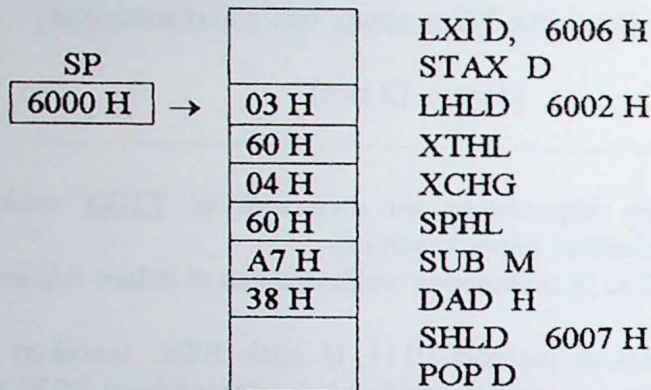 LXI D, 6006 H
SP STAX D
6000 H → 03 H LHLD 6002 H
60 H XTHL
04 H XCHG
60 H SPHL
A7 H SUB M
38 H DAD H
SHLD 6007 H
POP D